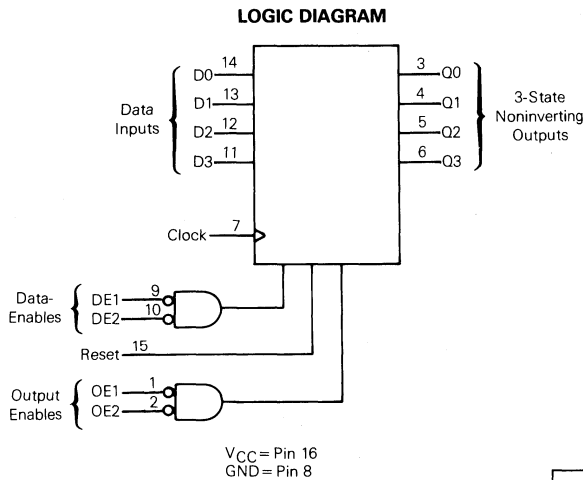 LOGIC DIAGRAM
Data
Inputs
D0 14
D1 13
D2 12
D3 11
3 Q0
4 Q1
5 Q2
6 Q3
3-State
Noninverting
Outputs
Clock 7
Data-
Enables
DE1 9
DE2 10
Reset 15
Output
Enables
OE1 1
OE2 2
VCC = Pin 16
GND = Pin 8